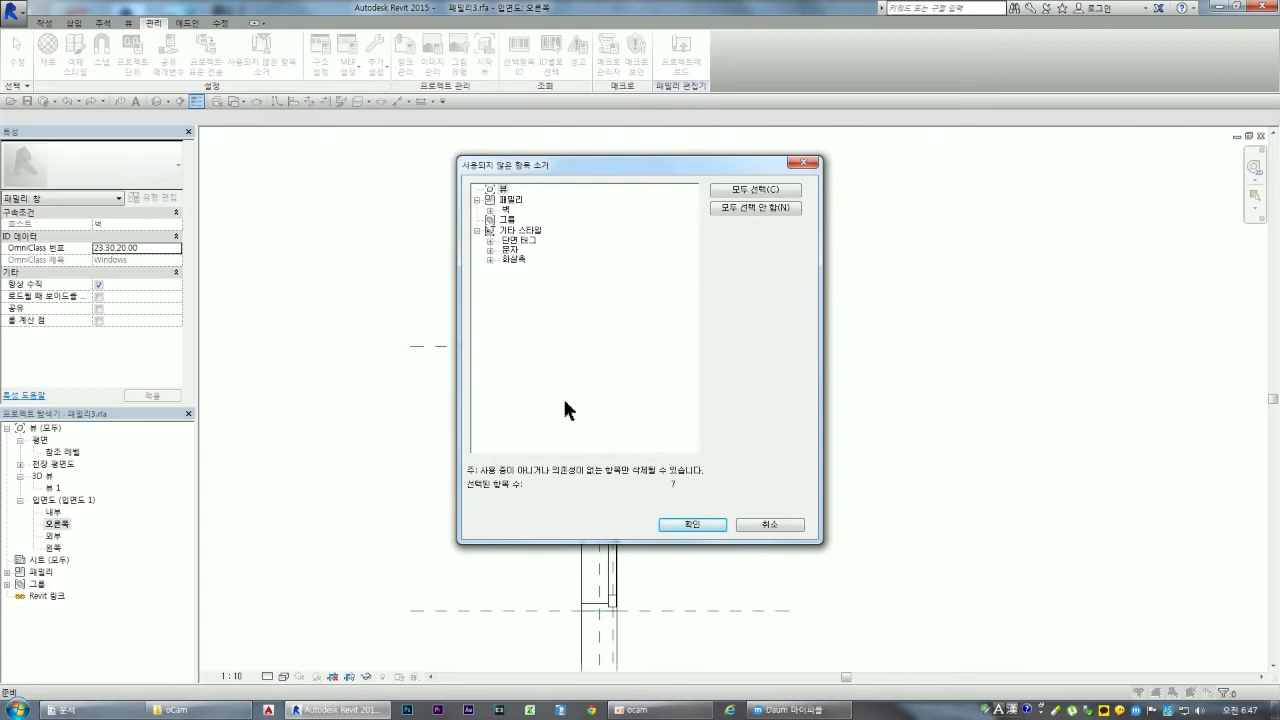 Autodesk Revit 2015 - 패밀리3.rfa - 입면도: 오른쪽
키워드 또는 구절 입력
로그인
작성 삽입 주석 뷰 관리 애드인 수정
수정
재료
객체 스타일
스냅
프로젝트 단위
공유 매개변수
프로젝트 표준 전송
사용되지 않은 항목 소거
구조 설정
MEP 설정
추가 설정
링크 관리
이미지 관리
그림 유형
시작 뷰
선택항목 ID
ID별로 선택
경고
매크로 관리자
매크로 보안
프로젝트에 로드
선택
설정
프로젝트 관리
조회
매크로
패밀리 편집기
특성
패밀리: 창
유형 편집
구속조건
호스트 벽
ID 데이터
OmniClass 번호 23.30.20.00
OmniClass 제목 Windows
기타
항상 수직
로드될 때 보이드를 ...
공유
룸 계산 점
특성 도움말
적용
프로젝트 탐색기 - 패밀리3.rfa
뷰 (모두)
평면
참조 레벨
천장 평면도
3D 뷰
뷰 1
입면도 (입면도 1)
내부
오른쪽
외부
왼쪽
시트 (모두)
패밀리
그룹
Revit 링크
사용되지 않은 항목 소거
뷰
패밀리
벽
그룹
기타 스타일
단면 태그
문자
화살촉
모두 선택(C)
모두 선택 안 함(N)
주: 사용 중이 아니거나 의존성이 없는 항목만 삭제될 수 있습니다.
선택된 항목 수: 7
확인
취소
1 : 10
준비
:0
문서
oCam
Autodesk Revit 201...
ocam
Daum 마이피플
오전 6:47